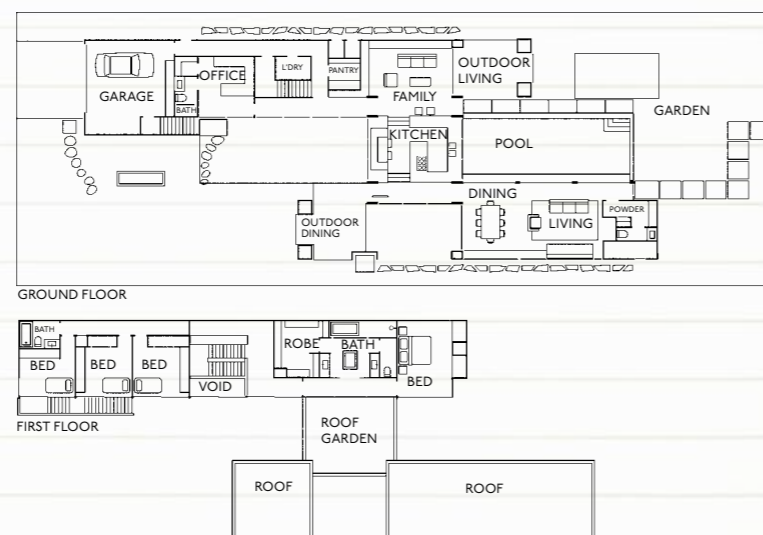 OUTDOOR
LIVING
GARAGE
OFFICE
BATH
L'DRY
PANTRY
FAMILY
KITCHEN
POOL
GARDEN
DINING
OUTDOOR
DINING
LIVING
POWDER
GROUND FLOOR
BATH
BED
BED
BED
VOID
ROBE
BATH
BED
FIRST FLOOR
ROOF
GARDEN
ROOF
ROOF